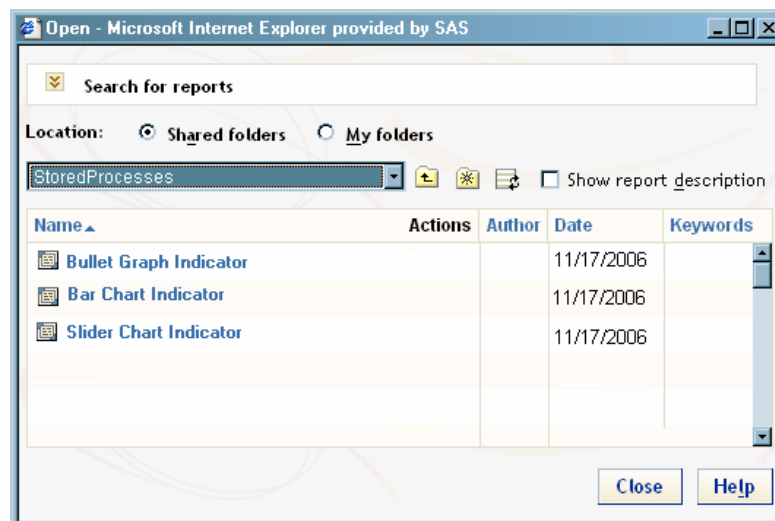 Open - Microsoft Internet Explorer provided by SAS
Search for reports
Location: Shared folders My folders
StoredProcesses Show report description
Name Actions Author Date Keywords
Bullet Graph Indicator 11/17/2006
Bar Chart Indicator 11/17/2006
Slider Chart Indicator 11/17/2006
Close Help